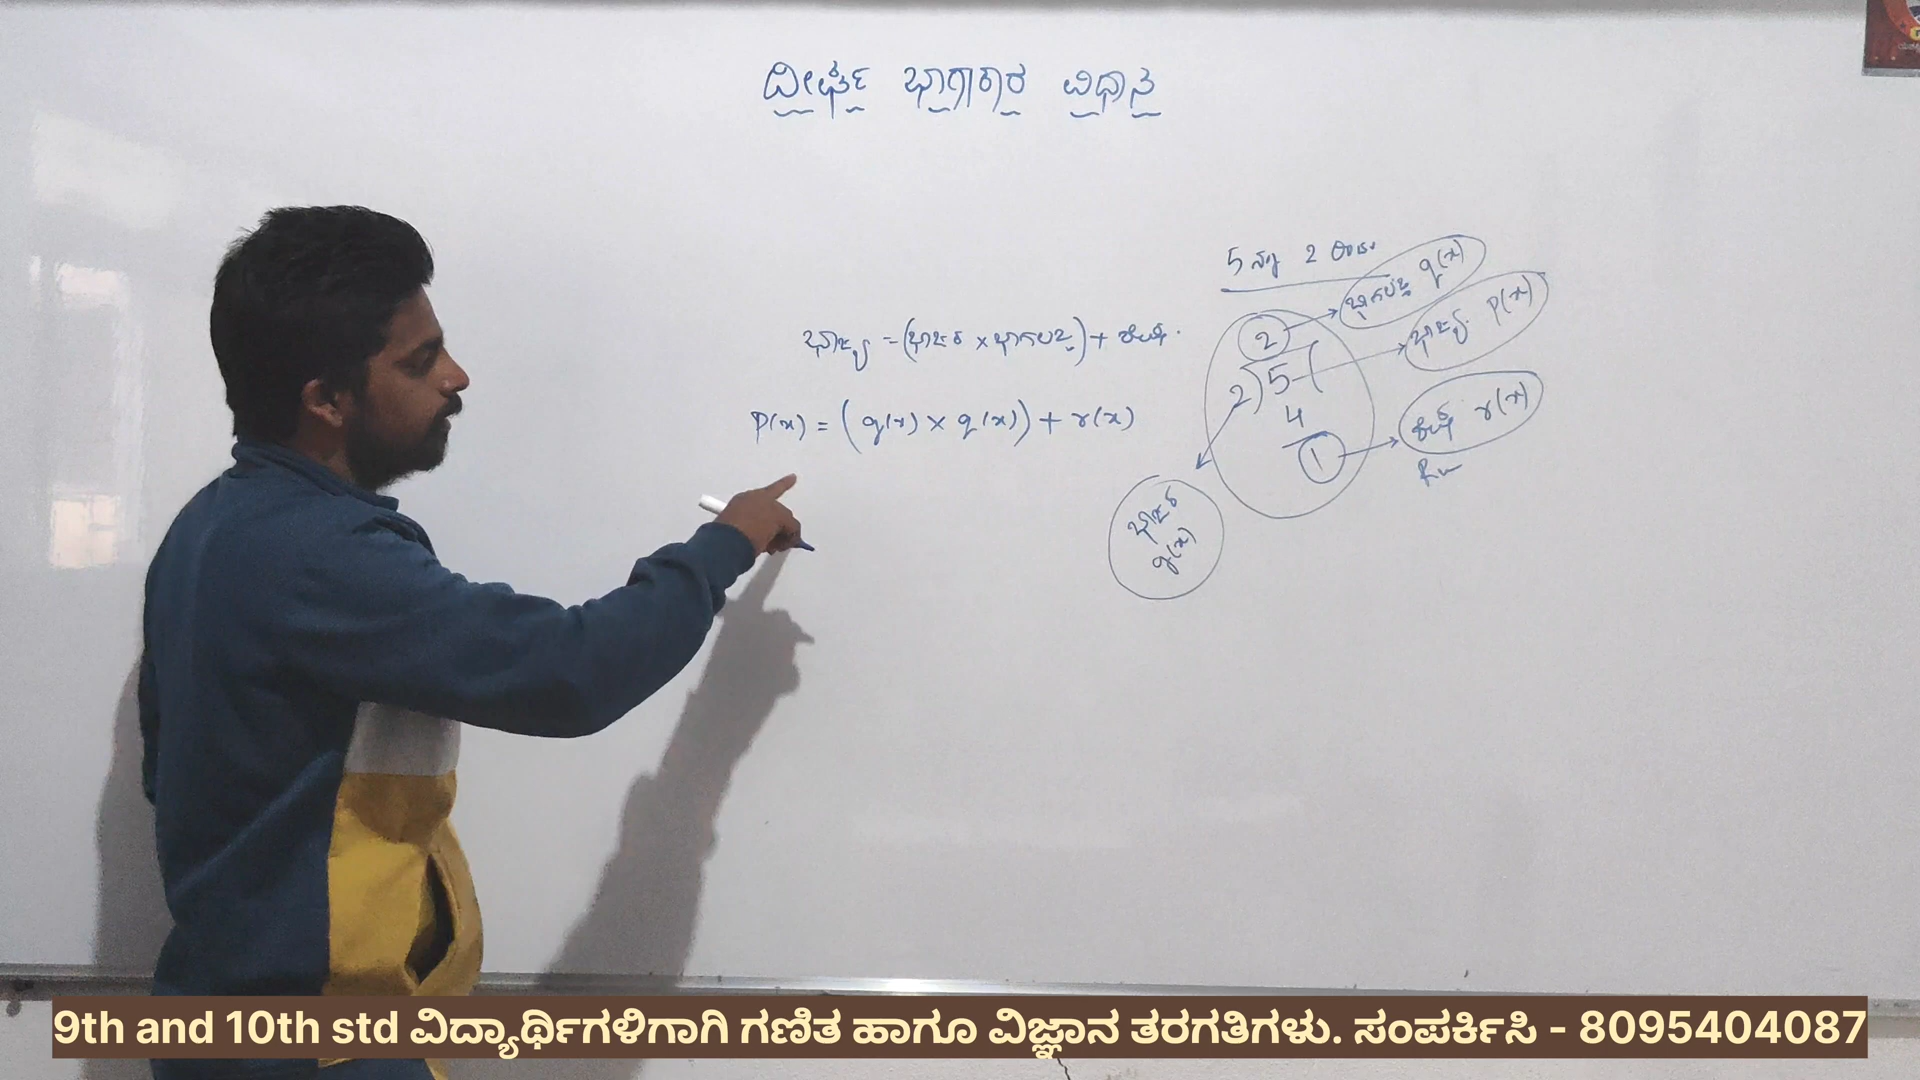 ದೀರ್ಘ ಭಾಗಾಕಾರ ವಿಧಾನ
ಭಾಜ್ಯ = (ಭಾಜಕ × ಭಾಗಲಬ್ಧ) + ಶೇಷ.
P(x) = (g(x) × q(x)) + r(x)
5 ನ್ನು 2 ರಿಂದ
ಭಾಗಲಬ್ಧ q(x)
2
ಭಾಜ್ಯ. P(x)
2) 5 (
4
1
ಶೇಷ r(x)
ಭಾಜಕ
g(x)
9th and 10th std ವಿದ್ಯಾರ್ಥಿಗಳಿಗಾಗಿ ಗಣಿತ ಹಾಗೂ ವಿಜ್ಞಾನ ತರಗತಿಗಳು. ಸಂಪರ್ಕಿಸಿ - 8095404087